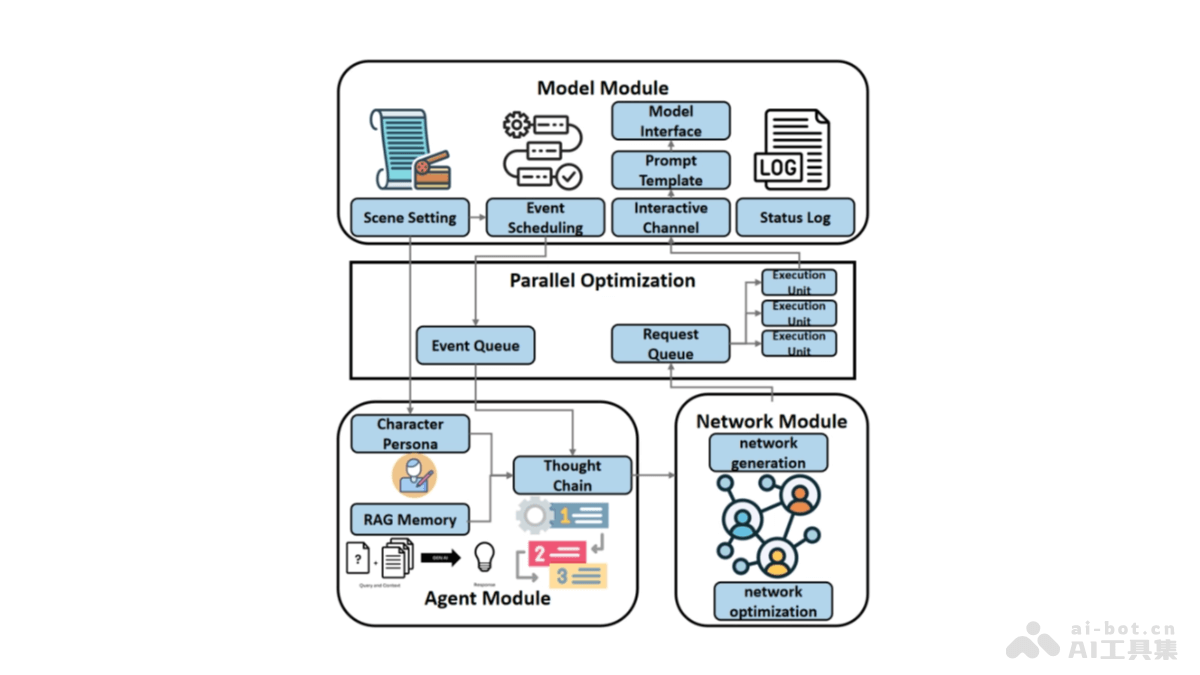 Model Module
Model
Interface
Prompt
Template
LOG
Scene Setting
Event
Scheduling
Interactive
Channel
Status Log
Parallel Optimization
Execution
Unit
Execution
Unit
Execution
Unit
Event Queue
Request
Queue
Character
Persona
RAG Memory
?
+
Query and Context
Response
Thought
Chain
1
2
3
Agent Module
Network Module
network
generation
network
optimization
ai-bot.cn
AI工具集